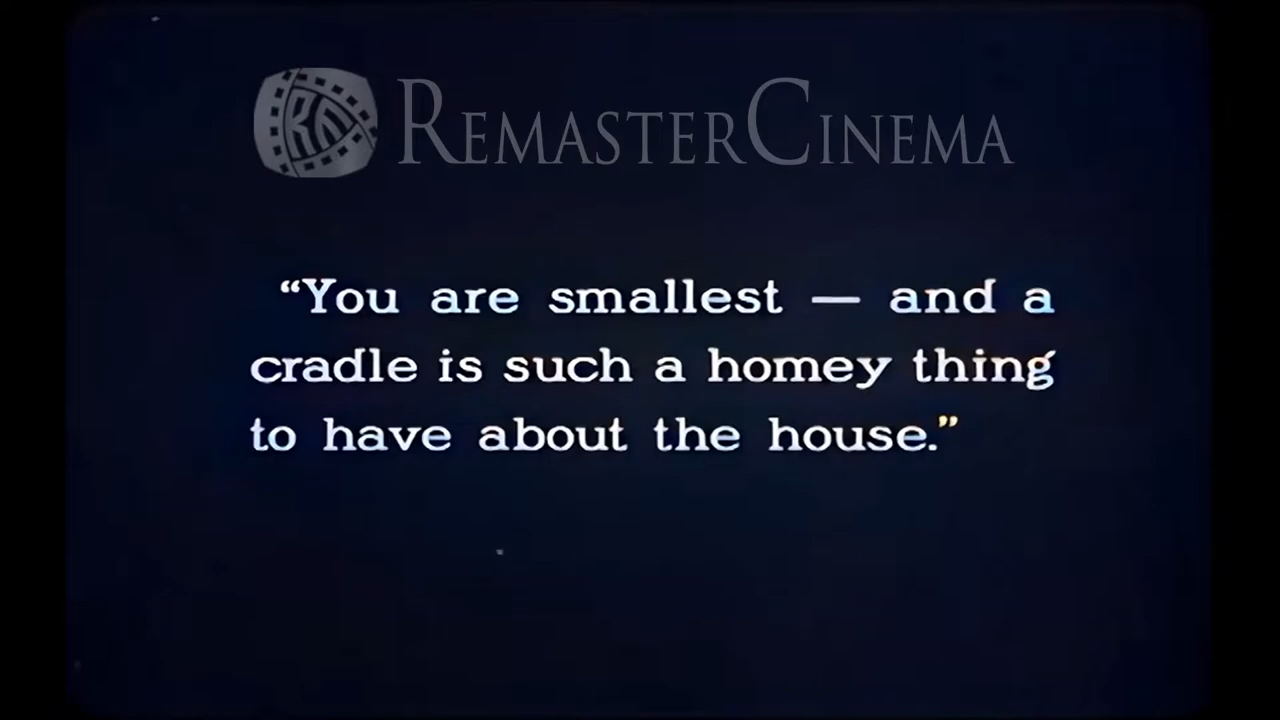 REMASTERCINEMA
“You are smallest — and a
cradle is such a homey thing
to have about the house.”